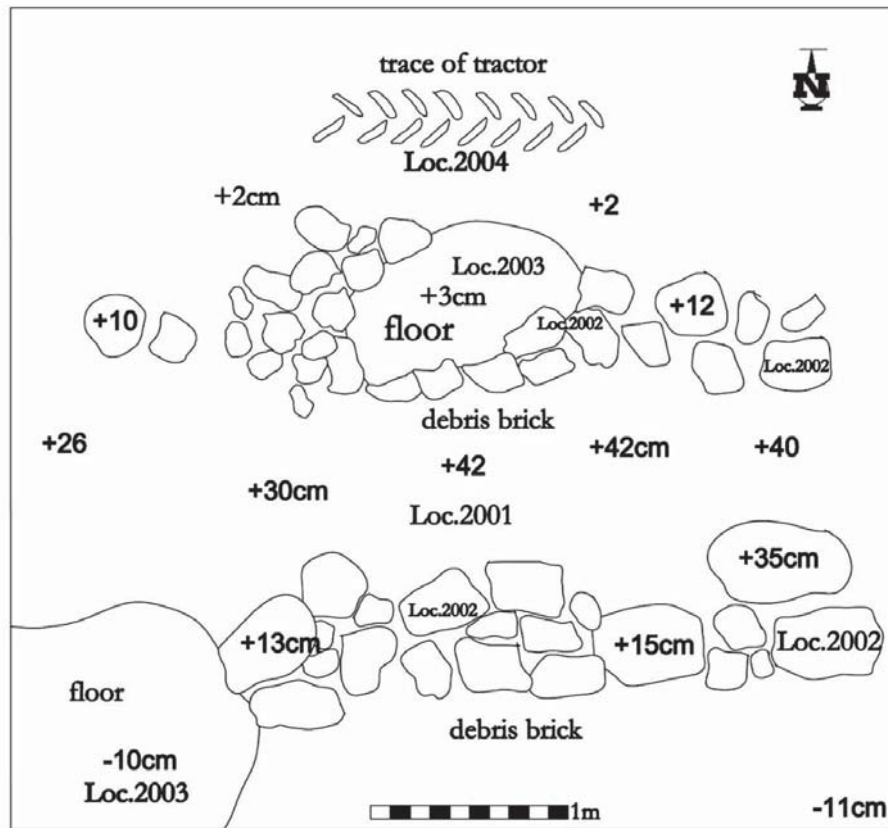 trace of tractor
N
Loc.2004
+2cm
+2
Loc.2003
+3cm
+12
+10
floor
Loc.2002
Loc.2002
debris brick
+26
+42
+42cm
+40
+30cm
Loc.2001
+35cm
Loc.2002
+13cm
+15cm
Loc.2002
floor
debris brick
-10cm
Loc.2003
1m
-11cm